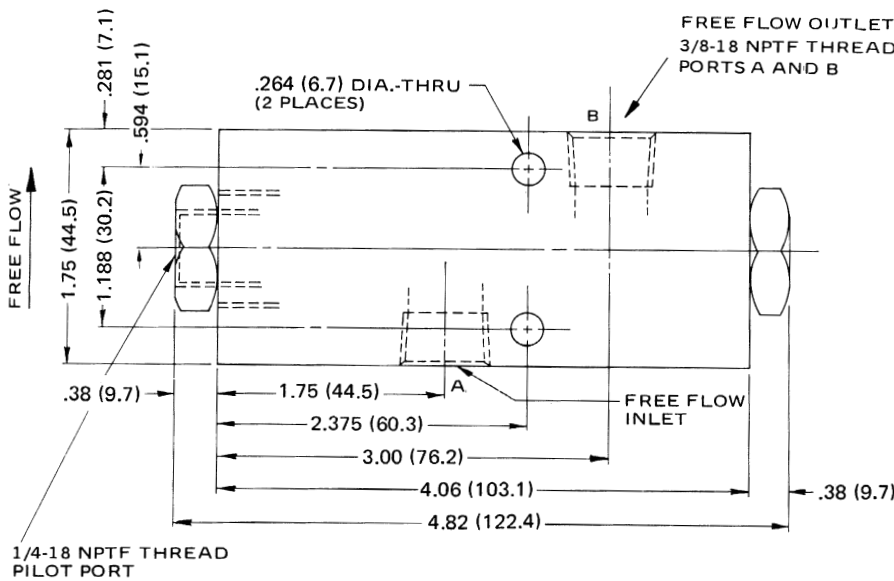 FREE FLOW OUTLET
3/8-18 NPTF THREAD
PORTS A AND B
.281 (7.1)
.594 (15.1)
.264 (6.7) DIA.-THRU
(2 PLACES)
B
FREE FLOW
1.75 (44.5)
1.188 (30.2)
.38 (9.7)
1.75 (44.5)
A
FREE FLOW
INLET
2.375 (60.3)
3.00 (76.2)
4.06 (103.1)
.38 (9.7)
4.82 (122.4)
1/4-18 NPTF THREAD
PILOT PORT